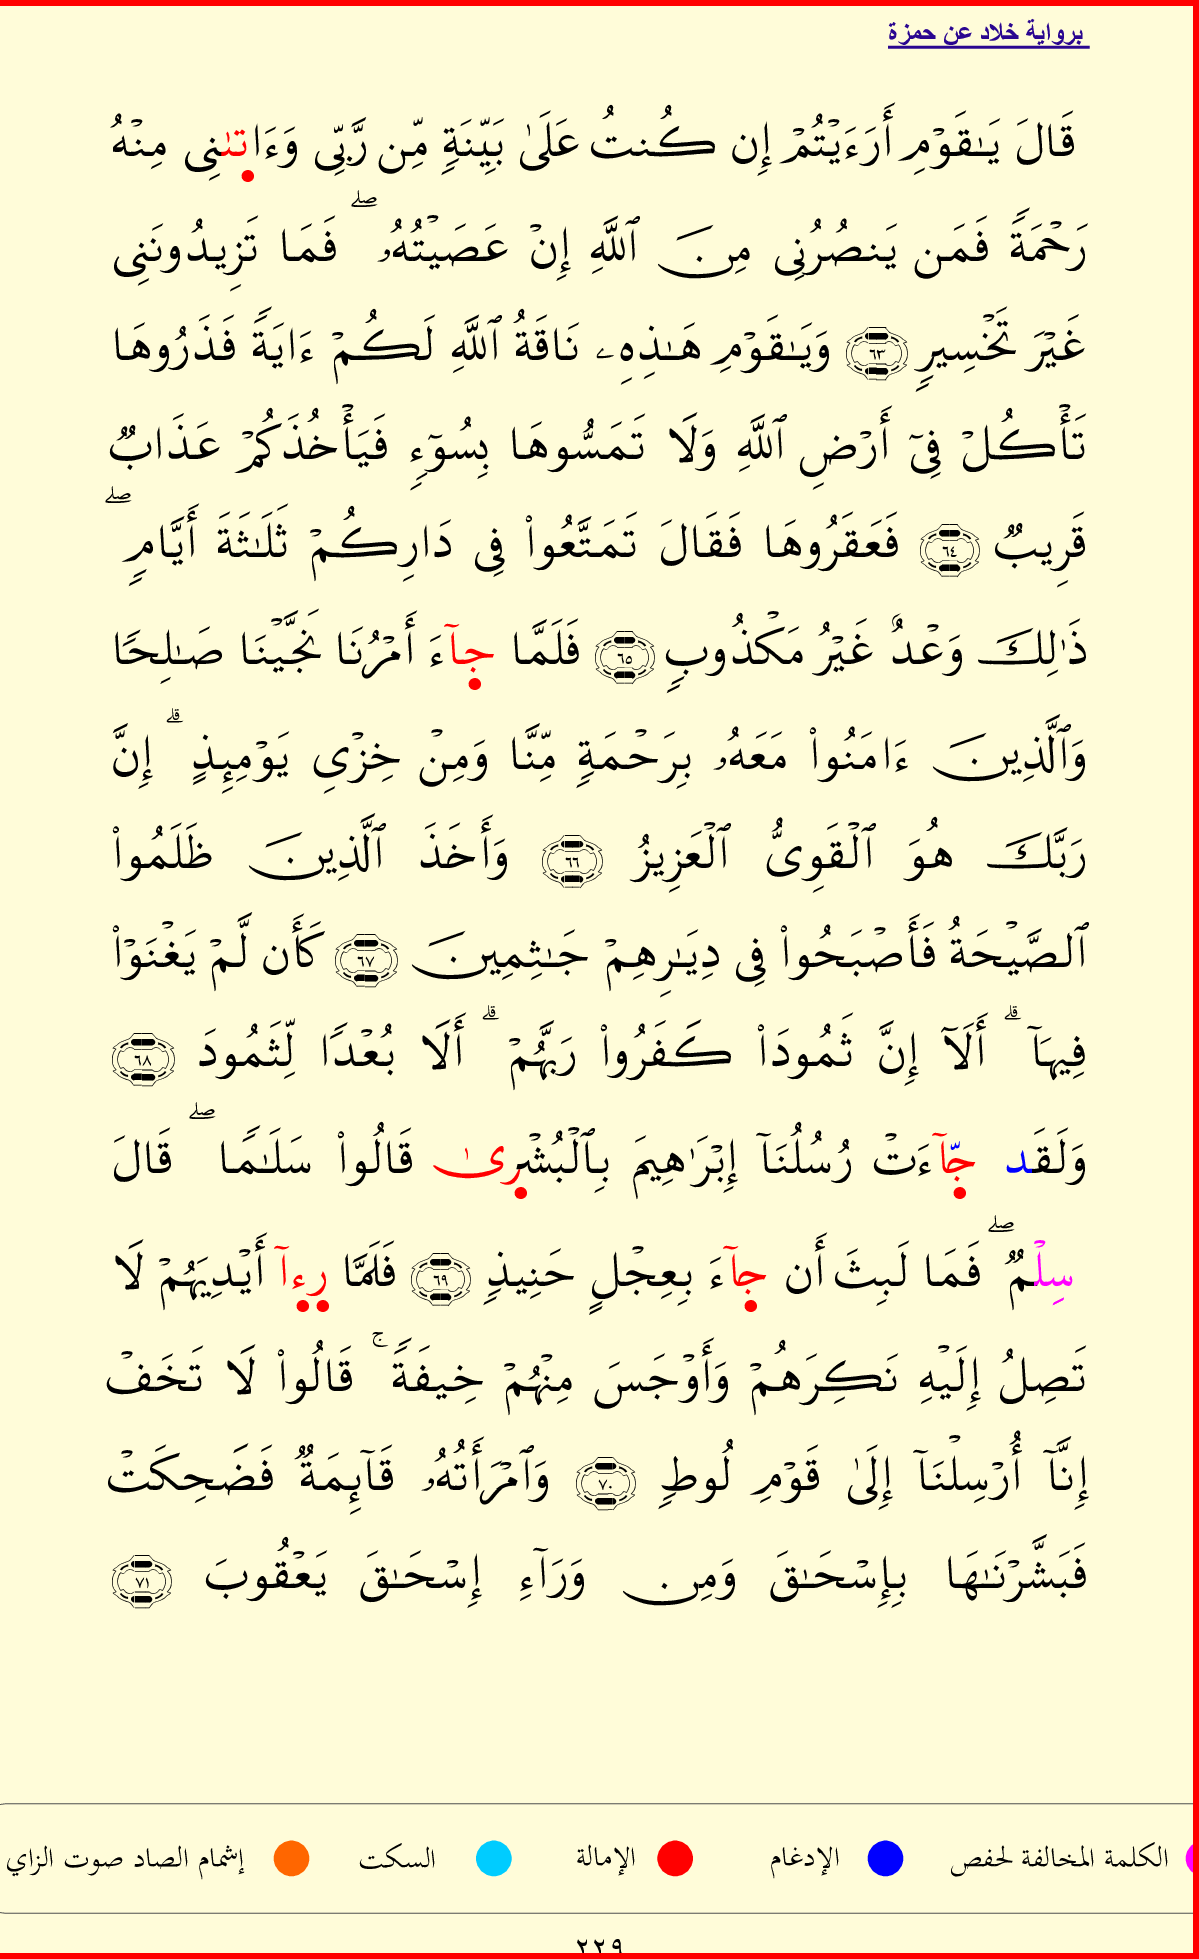 برواية خلاد عن حمزة
قَالَ يَـٰقَوۡمِ أَرَءَيۡتُمۡ إِن كُنتُ عَلَىٰ بَيِّنَةٍۢ مِّن رَّبِّى وَءَاتَىٰنِى مِنۡهُ
رَحۡمَةًۭ فَمَن يَنصُرُنِى مِنَ ٱللَّهِ إِنۡ عَصَيۡتُهُۥ ۖ فَمَا تَزِيدُونَنِى
غَيۡرَ تَخۡسِيرٍۢ ٦٣ وَيَـٰقَوۡمِ هَـٰذِهِۦ نَاقَةُ ٱللَّهِ لَكُمۡ ءَايَةًۭ فَذَرُوهَا
تَأۡكُلۡ فِىٓ أَرۡضِ ٱللَّهِ وَلَا تَمَسُّوهَا بِسُوٓءٍۢ فَيَأۡخُذَكُمۡ عَذَابٌۭ
قَرِيبٌۭ ٦٤ فَعَقَرُوهَا فَقَالَ تَمَتَّعُوا۟ فِى دَارِكُمۡ ثَلَـٰثَةَ أَيَّامٍۢ ۖ
ذَٰلِكَ وَعۡدٌ غَيۡرُ مَكۡذُوبٍۢ ٦٥ فَلَمَّا جَآءَ أَمۡرُنَا نَجَّيۡنَا صَـٰلِحًۭا
وَٱلَّذِينَ ءَامَنُوا۟ مَعَهُۥ بِرَحۡمَةٍۢ مِّنَّا وَمِنۡ خِزۡىِ يَوۡمِئِذٍ ۗ إِنَّ
رَبَّكَ هُوَ ٱلۡقَوِىُّ ٱلۡعَزِيزُ ٦٦ وَأَخَذَ ٱلَّذِينَ ظَلَمُوا۟
ٱلصَّيۡحَةُ فَأَصۡبَحُوا۟ فِى دِيَـٰرِهِمۡ جَـٰثِمِينَ ٦٧ كَأَن لَّمۡ يَغۡنَوۡا۟
فِيهَآ ۗ أَلَآ إِنَّ ثَمُودَا۟ كَفَرُوا۟ رَبَّهُمۡ ۗ أَلَا بُعۡدًۭا لِّثَمُودَ ٦٨
وَلَقَد جَّآءَتۡ رُسُلُنَآ إِبۡرَٰهِيمَ بِٱلۡبُشۡرِىٰ قَالُوا۟ سَلَـٰمًۭا ۖ قَالَ
سِلۡمٌۭ ۖ فَمَا لَبِثَ أَن جَآءَ بِعِجۡلٍ حَنِيذٍۢ ٦٩ فَلَمَّا رِءِآ أَيۡدِيَهُمۡ لَا
تَصِلُ إِلَيۡهِ نَكِرَهُمۡ وَأَوۡجَسَ مِنۡهُمۡ خِيفَةًۭ ۚ قَالُوا۟ لَا تَخَفۡ
إِنَّآ أُرۡسِلۡنَآ إِلَىٰ قَوۡمِ لُوطٍۢ ٧٠ وَٱمۡرَأَتُهُۥ قَآئِمَةٌۭ فَضَحِكَتۡ
فَبَشَّرۡنَـٰهَا بِإِسۡحَـٰقَ وَمِن وَرَآءِ إِسۡحَـٰقَ يَعۡقُوبَ ٧١
الكلمة المخالفة لحفص الإدغام الإمالة السكت إشمام الصاد صوت الزاي
٢٢٩